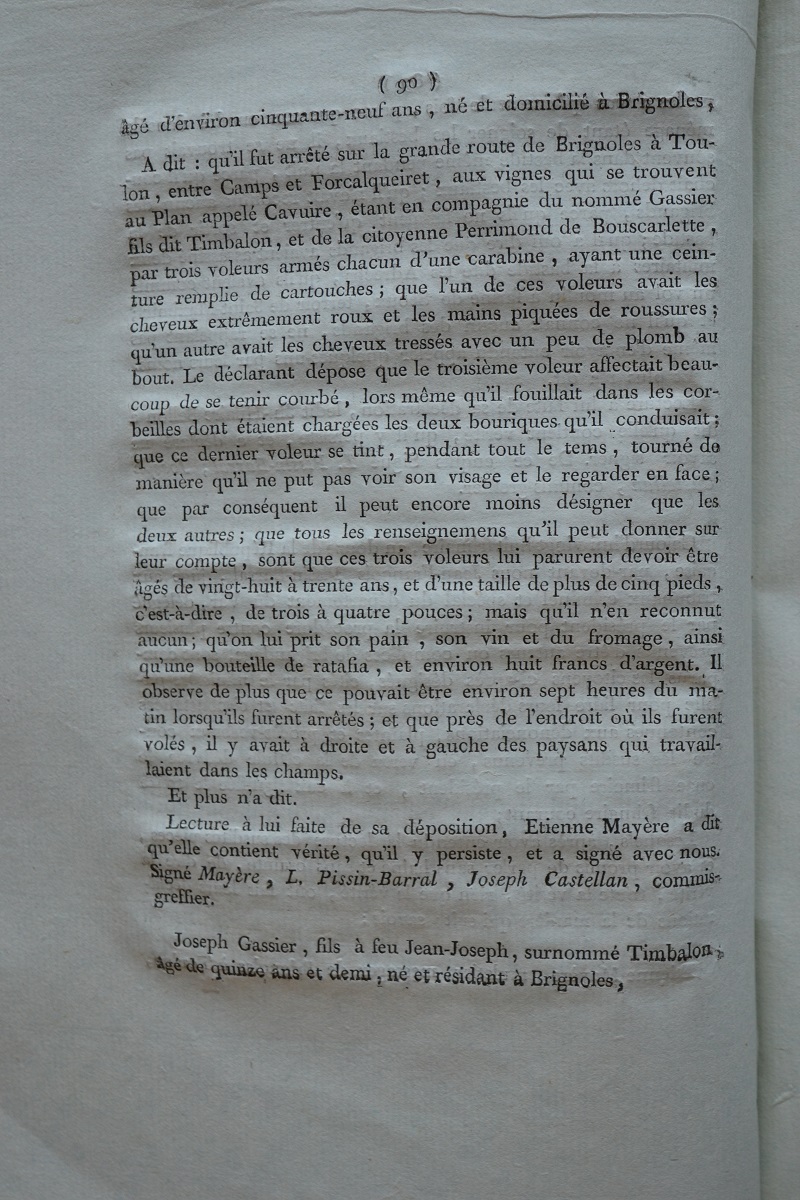 ( 90 )
âgé d'environ cinquante-neuf ans , né et domicilié à Brignoles ,
A dit : qu'il fut arrêté sur la grande route de Brignoles à Tou-
lon , entre Camps et Forcalqueiret , aux vignes qui se trouvent
au Plan appelé Cavuire , étant en compagnie du nommé Gassier
fils dit Timbalon , et de la citoyenne Perrimond de Bouscarlette ,
par trois voleurs armés chacun d'une carabine , ayant une cein-
ture remplie de cartouches ; que l'un de ces voleurs avait les
cheveux extrêmement roux et les mains piquées de roussures ;
qu'un autre avait les cheveux tressés avec un peu de plomb au
bout. Le déclarant dépose que le troisième voleur affectait beau-
coup de se tenir courbé , lors même qu'il fouillait dans les cor-
beilles dont étaient chargées les deux bouriques qu'il conduisait ;
que ce dernier voleur se tint , pendant tout le tems , tourné de
manière qu'il ne put pas voir son visage et le regarder en face ;
que par conséquent il peut encore moins désigner que les
deux autres ; que tous les renseignemens qu'il peut donner sur
leur compte , sont que ces trois voleurs lui parurent devoir être
âgés de vingt-huit à trente ans , et d'une taille de plus de cinq pieds ,
c'est-à-dire , de trois à quatre pouces ; mais qu'il n'en reconnut
aucun ; qu'on lui prit son pain , son vin et du fromage , ainsi
qu'une bouteille de ratafia , et environ huit francs d'argent. Il
observe de plus que ce pouvait être environ sept heures du ma-
tin lorsqu'ils furent arrêtés ; et que près de l'endroit où ils furent
volés , il y avait à droite et à gauche des paysans qui travail-
laient dans les champs.
Et plus n'a dit.
Lecture à lui faite de sa déposition , Etienne Mayère a dit
qu'elle contient vérité , qu'il y persiste , et a signé avec nous.
Signé Mayère , L. Pissin-Barral , Joseph Castellan , commis-
greffier.
Joseph Gassier , fils à feu Jean-Joseph , surnommé Timbalon ,
âgé de quinze ans et demi , né et résidant à Brignoles ,